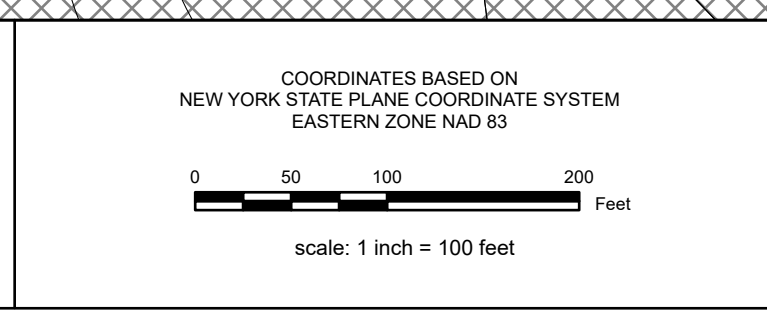 COORDINATES BASED ON
NEW YORK STATE PLANE COORDINATE SYSTEM
EASTERN ZONE NAD 83
0 50 100 200
Feet
scale: 1 inch = 100 feet